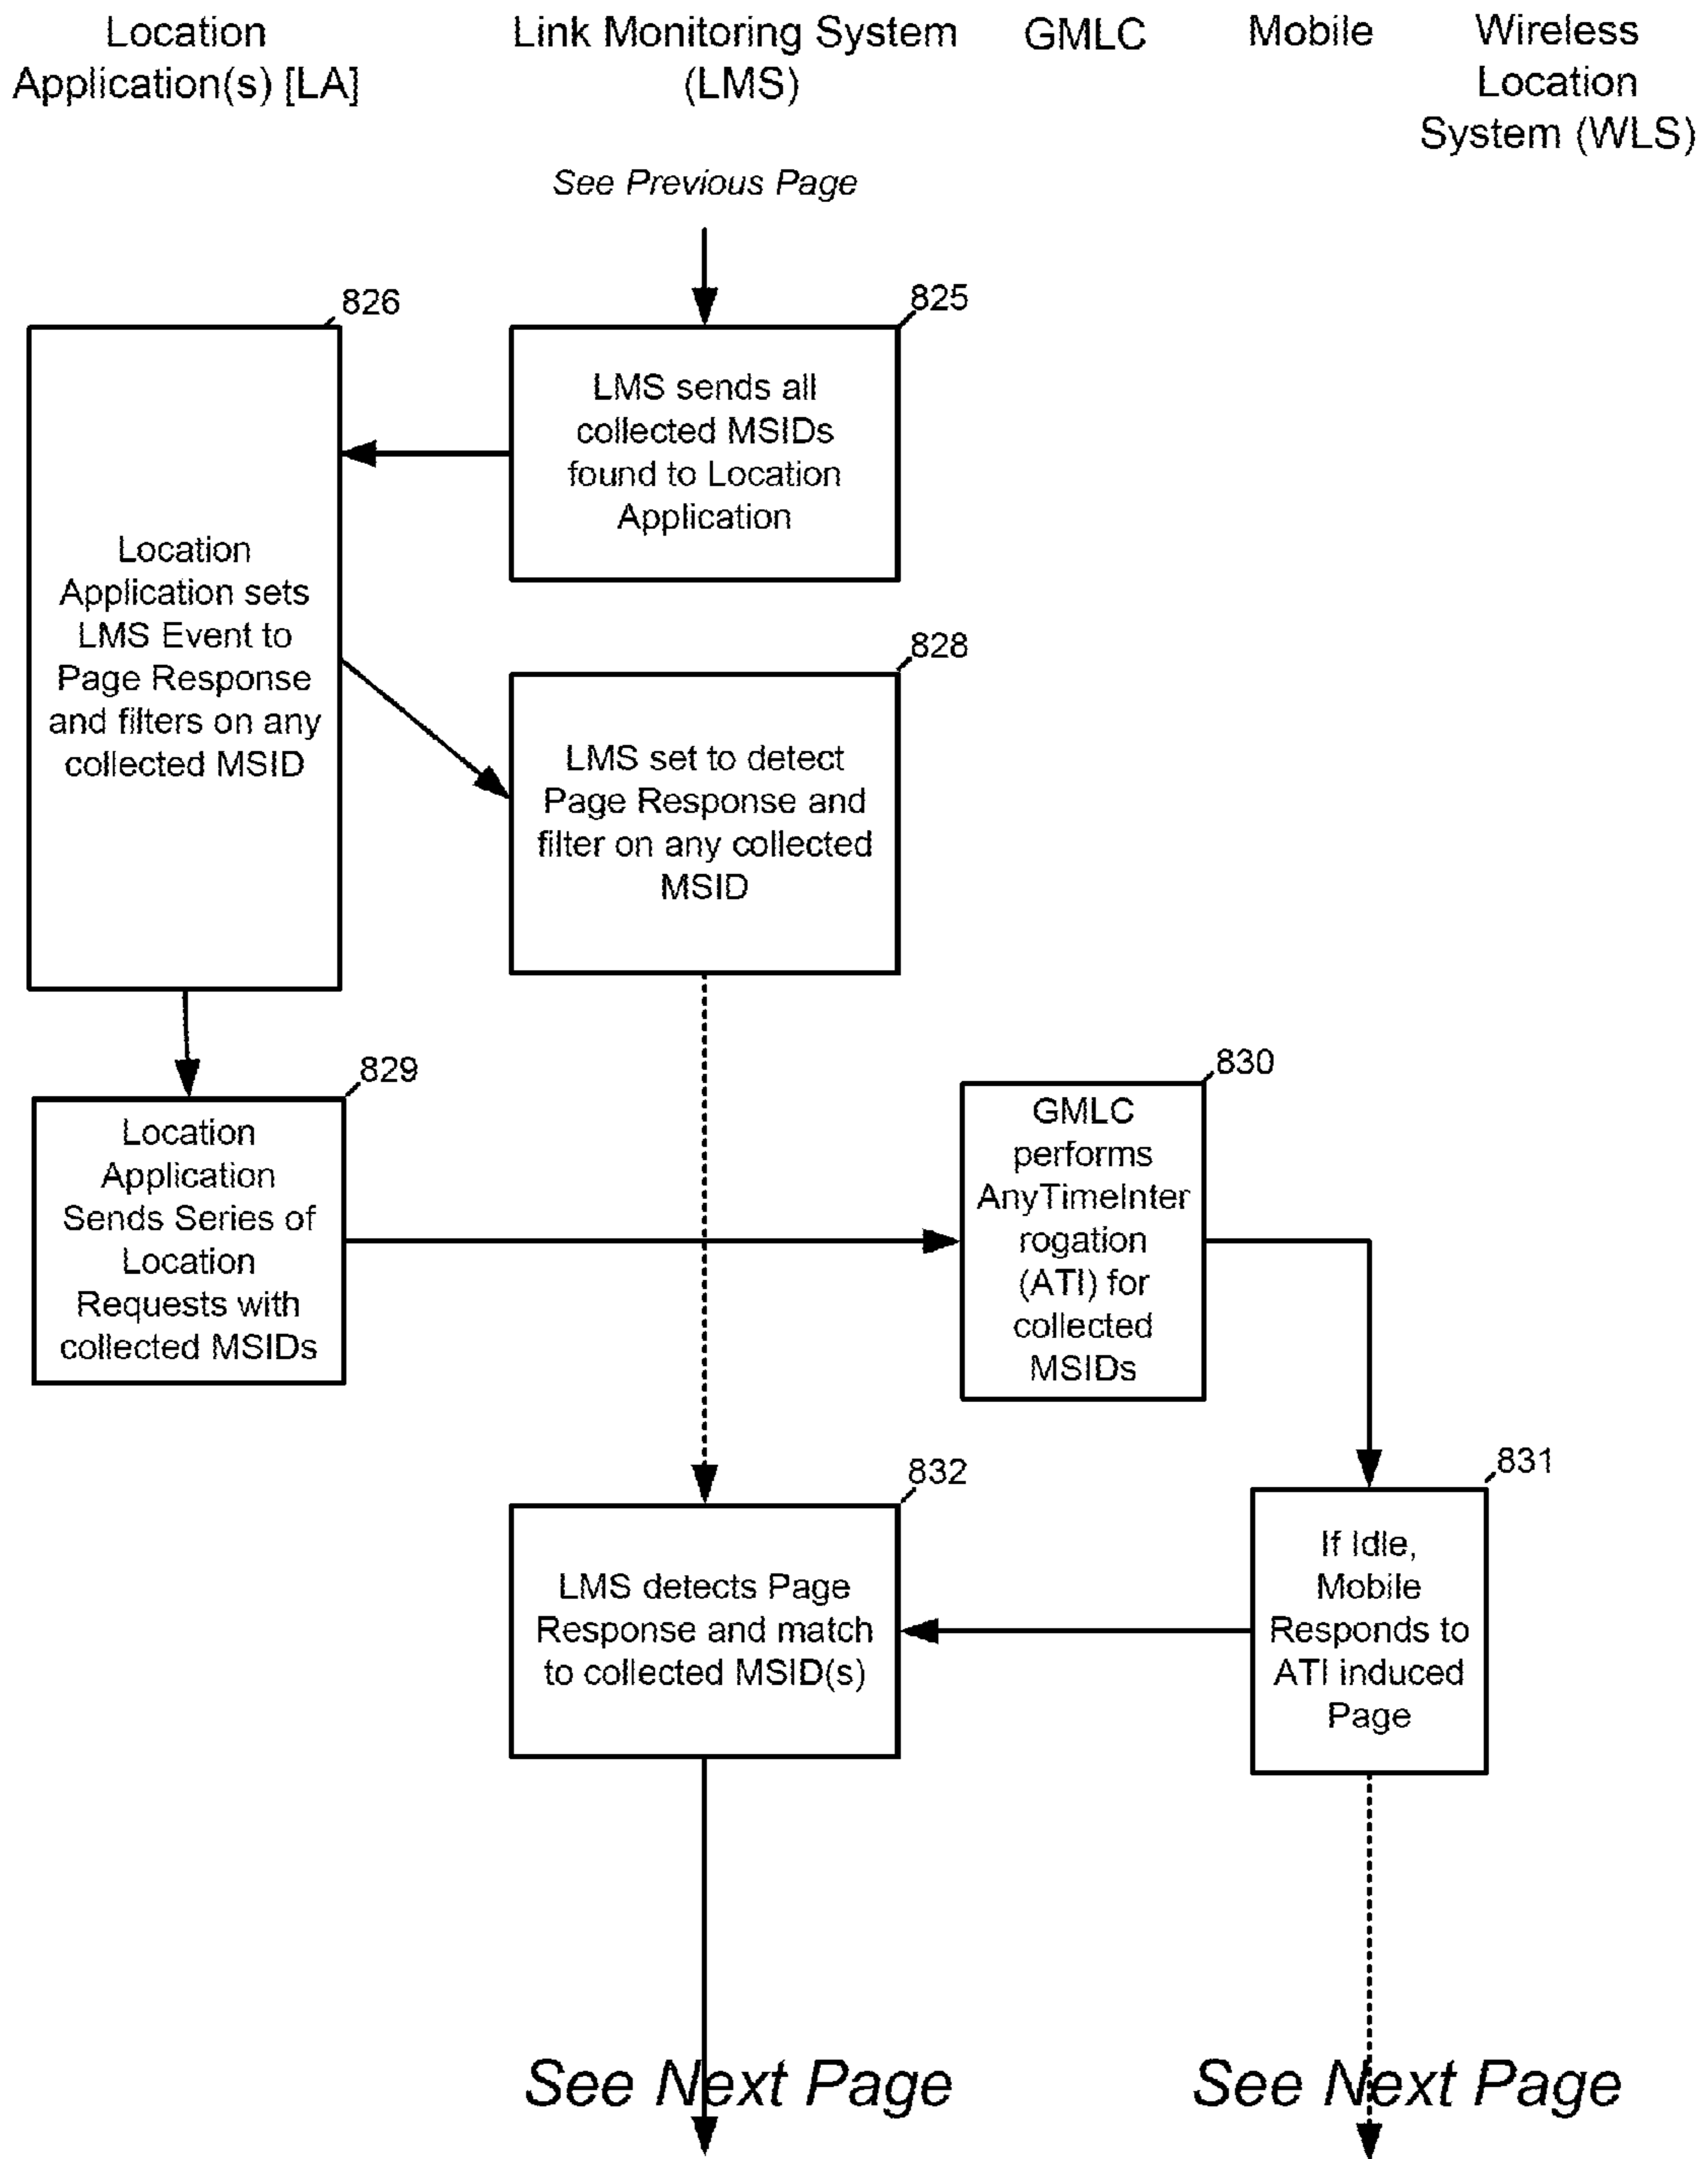 Location
Application(s) [LA]
Link Monitoring System
(LMS)
GMLC
Mobile
Wireless
Location
System (WLS)
See Previous Page
826
825
LMS sends all
collected MSIDs
found to Location
Application
Location
Application sets
LMS Event to
Page Response
and filters on any
collected MSID
828
LMS set to detect
Page Response and
filter on any collected
MSID
829
Location
Application
Sends Series of
Location
Requests with
collected MSIDs
830
GMLC
performs
AnyTimeInter
rogation
(ATI) for
collected
MSIDs
832
LMS detects Page
Response and match
to collected MSID(s)
831
If Idle,
Mobile
Responds to
ATI induced
Page
See Next Page
See Next Page